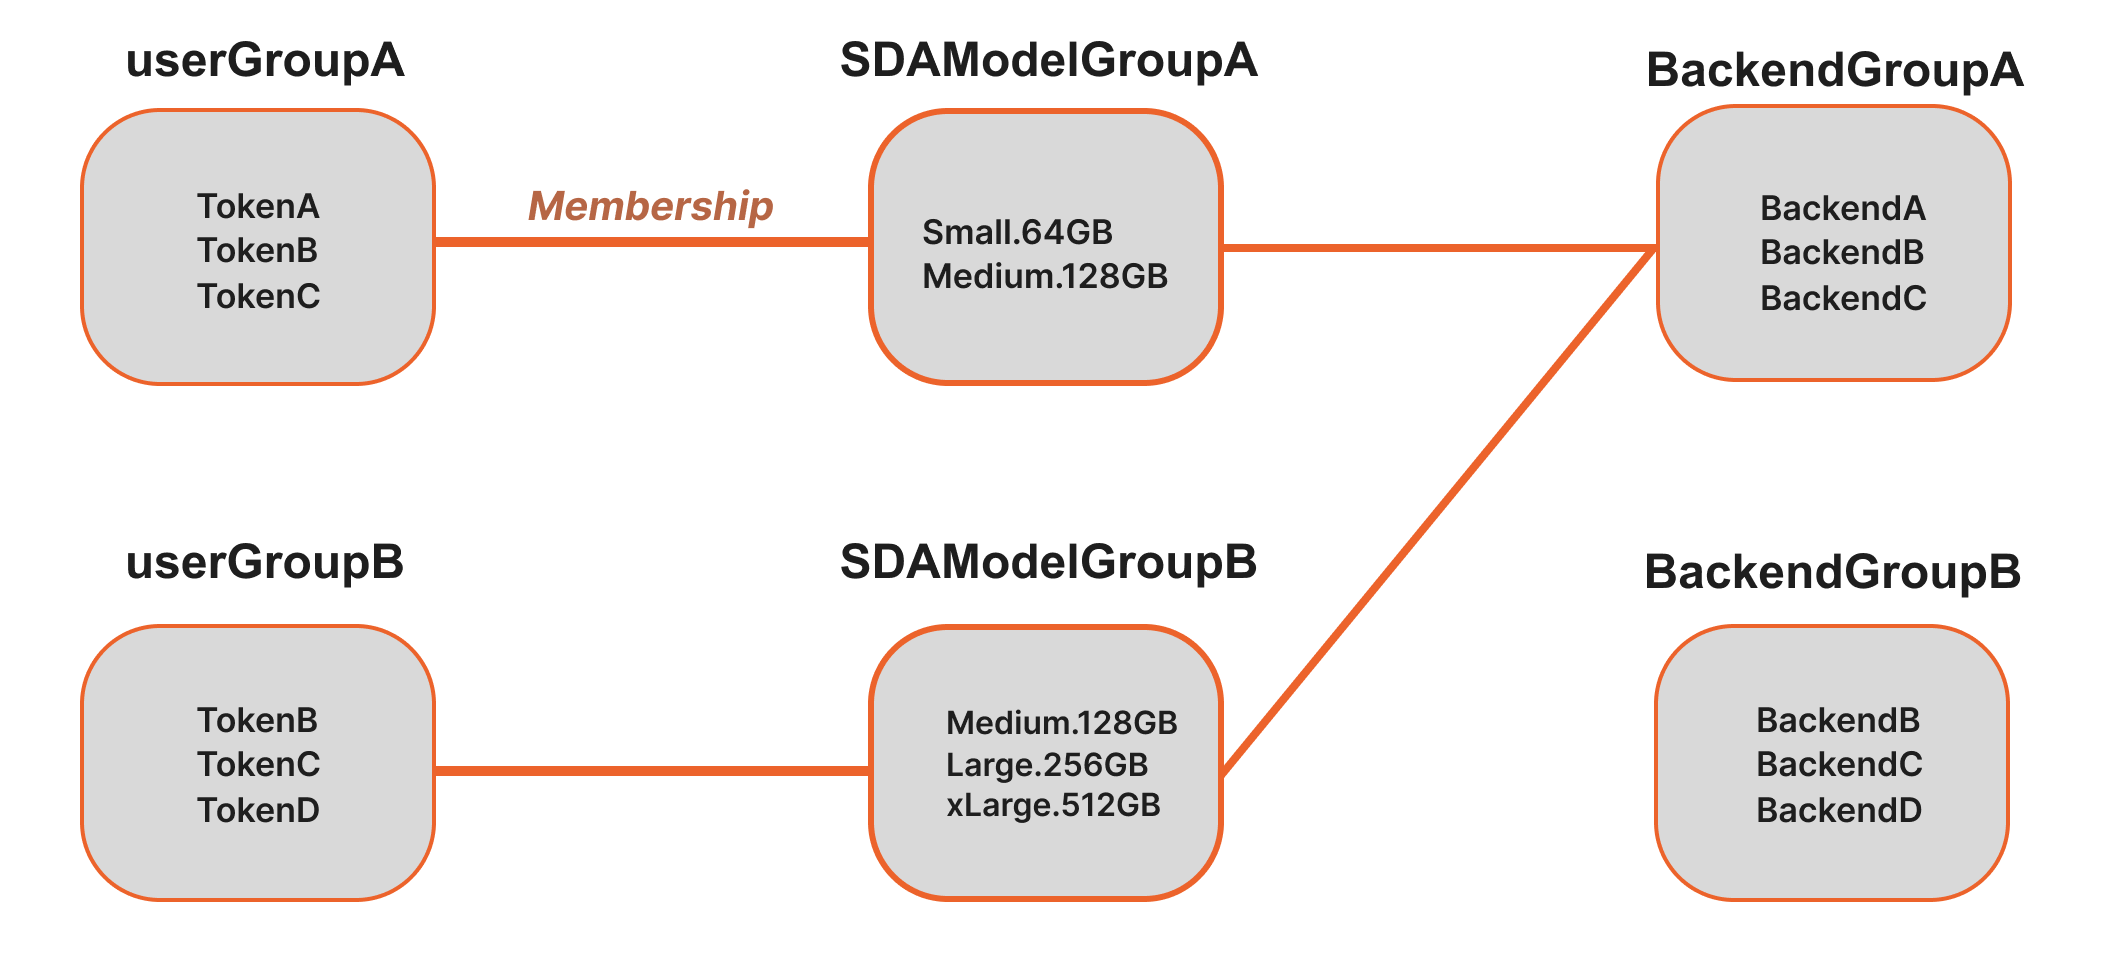 userGroupA
SDAModelGroupA
BackendGroupA
TokenA
TokenB
TokenC
Membership
Small.64GB
Medium.128GB
BackendA
BackendB
BackendC
userGroupB
SDAModelGroupB
BackendGroupB
TokenB
TokenC
TokenD
Medium.128GB
Large.256GB
xLarge.512GB
BackendB
BackendC
BackendD